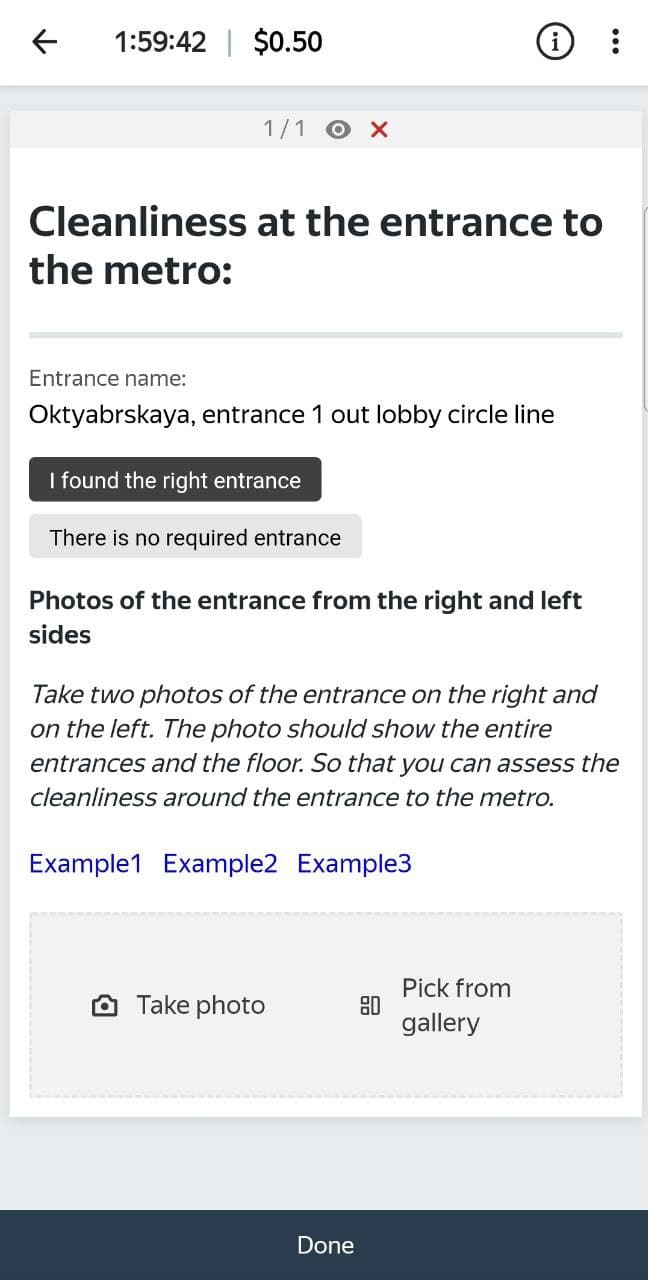 1:59:42 | $0.50
1/1
Cleanliness at the entrance to
the metro:
Entrance name:
Oktyabrskaya, entrance 1 out lobby circle line
I found the right entrance
There is no required entrance
Photos of the entrance from the right and left
sides
Take two photos of the entrance on the right and
on the left. The photo should show the entire
entrances and the floor. So that you can assess the
cleanliness around the entrance to the metro.
Example1 Example2 Example3
Take photo
Pick from
gallery
Done